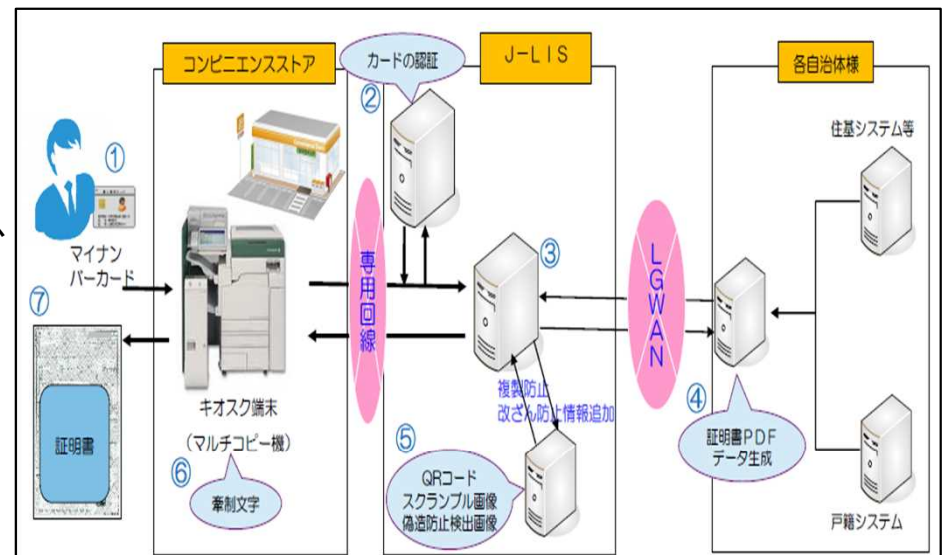 コンビニエンスストア
J-LIS
各自治体様
カードの認証
②
住基システム等
①
マイナン
バーカード
専用回線
③
LGWAN
⑦
証明書
キオスク端末
(マルチコピー機)
⑥
牽制文字
複製防止
改ざん防止情報追加
⑤
QRコード
スクランブル画像
偽造防止検出画像
④
証明書PDF
データ生成
戸籍システム